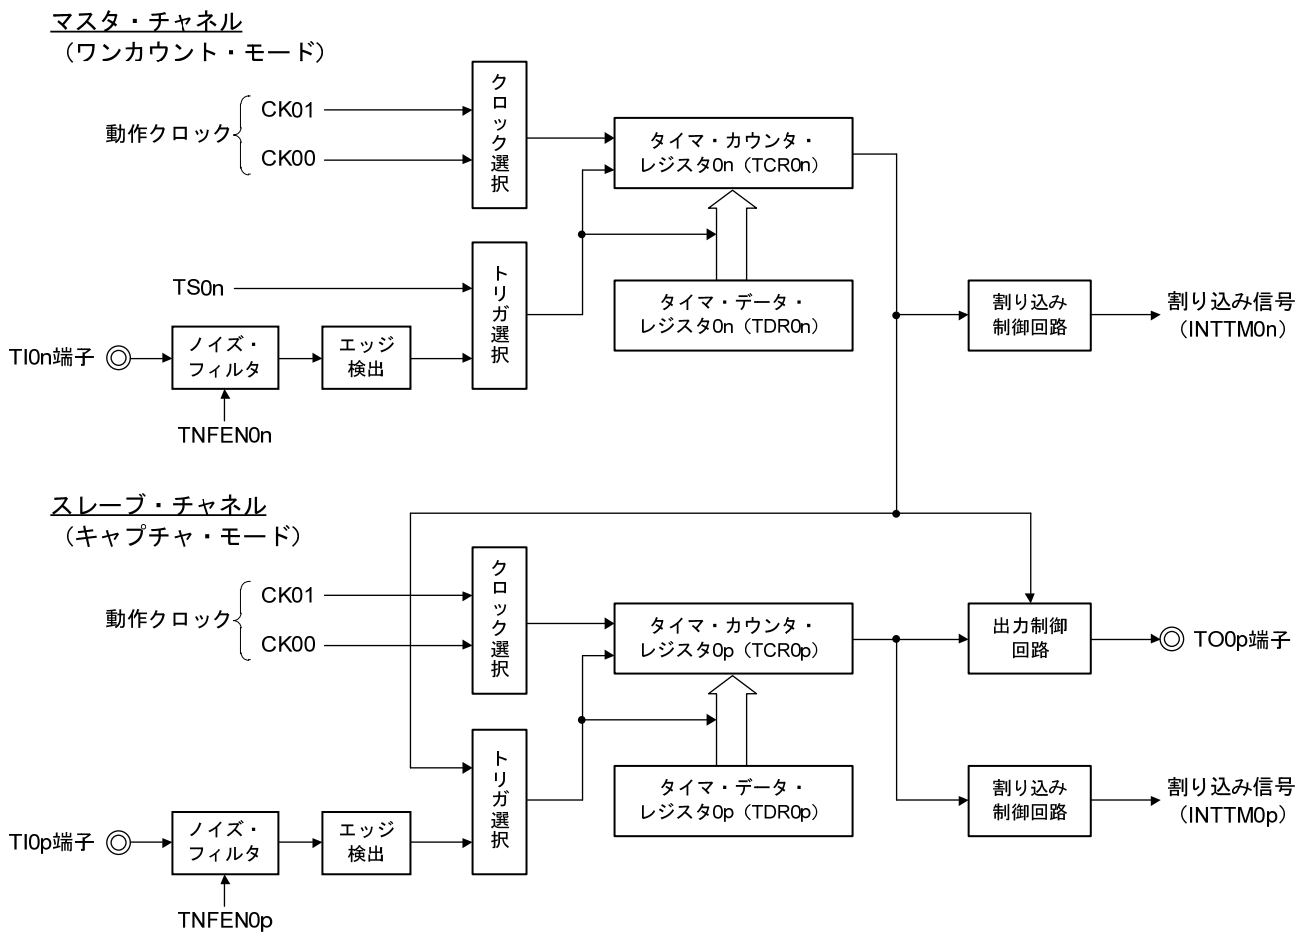 マスタ・チャネル
（ワンカウント・モード）
動作クロック
CK01
CK00
クロック選択
タイマ・カウンタ・
レジスタ0n（TCR0n）
TS0n
トリガ選択
タイマ・データ・
レジスタ0n（TDR0n）
割り込み
制御回路
割り込み信号
（INTTM0n）
TI0n端子
ノイズ・
フィルタ
エッジ
検出
TNFEN0n
スレーブ・チャネル
（キャプチャ・モード）
動作クロック
CK01
CK00
クロック選択
タイマ・カウンタ・
レジスタ0p（TCR0p）
出力制御
回路
TO0p端子
トリガ選択
タイマ・データ・
レジスタ0p（TDR0p）
割り込み
制御回路
割り込み信号
（INTTM0p）
TI0p端子
ノイズ・
フィルタ
エッジ
検出
TNFEN0p